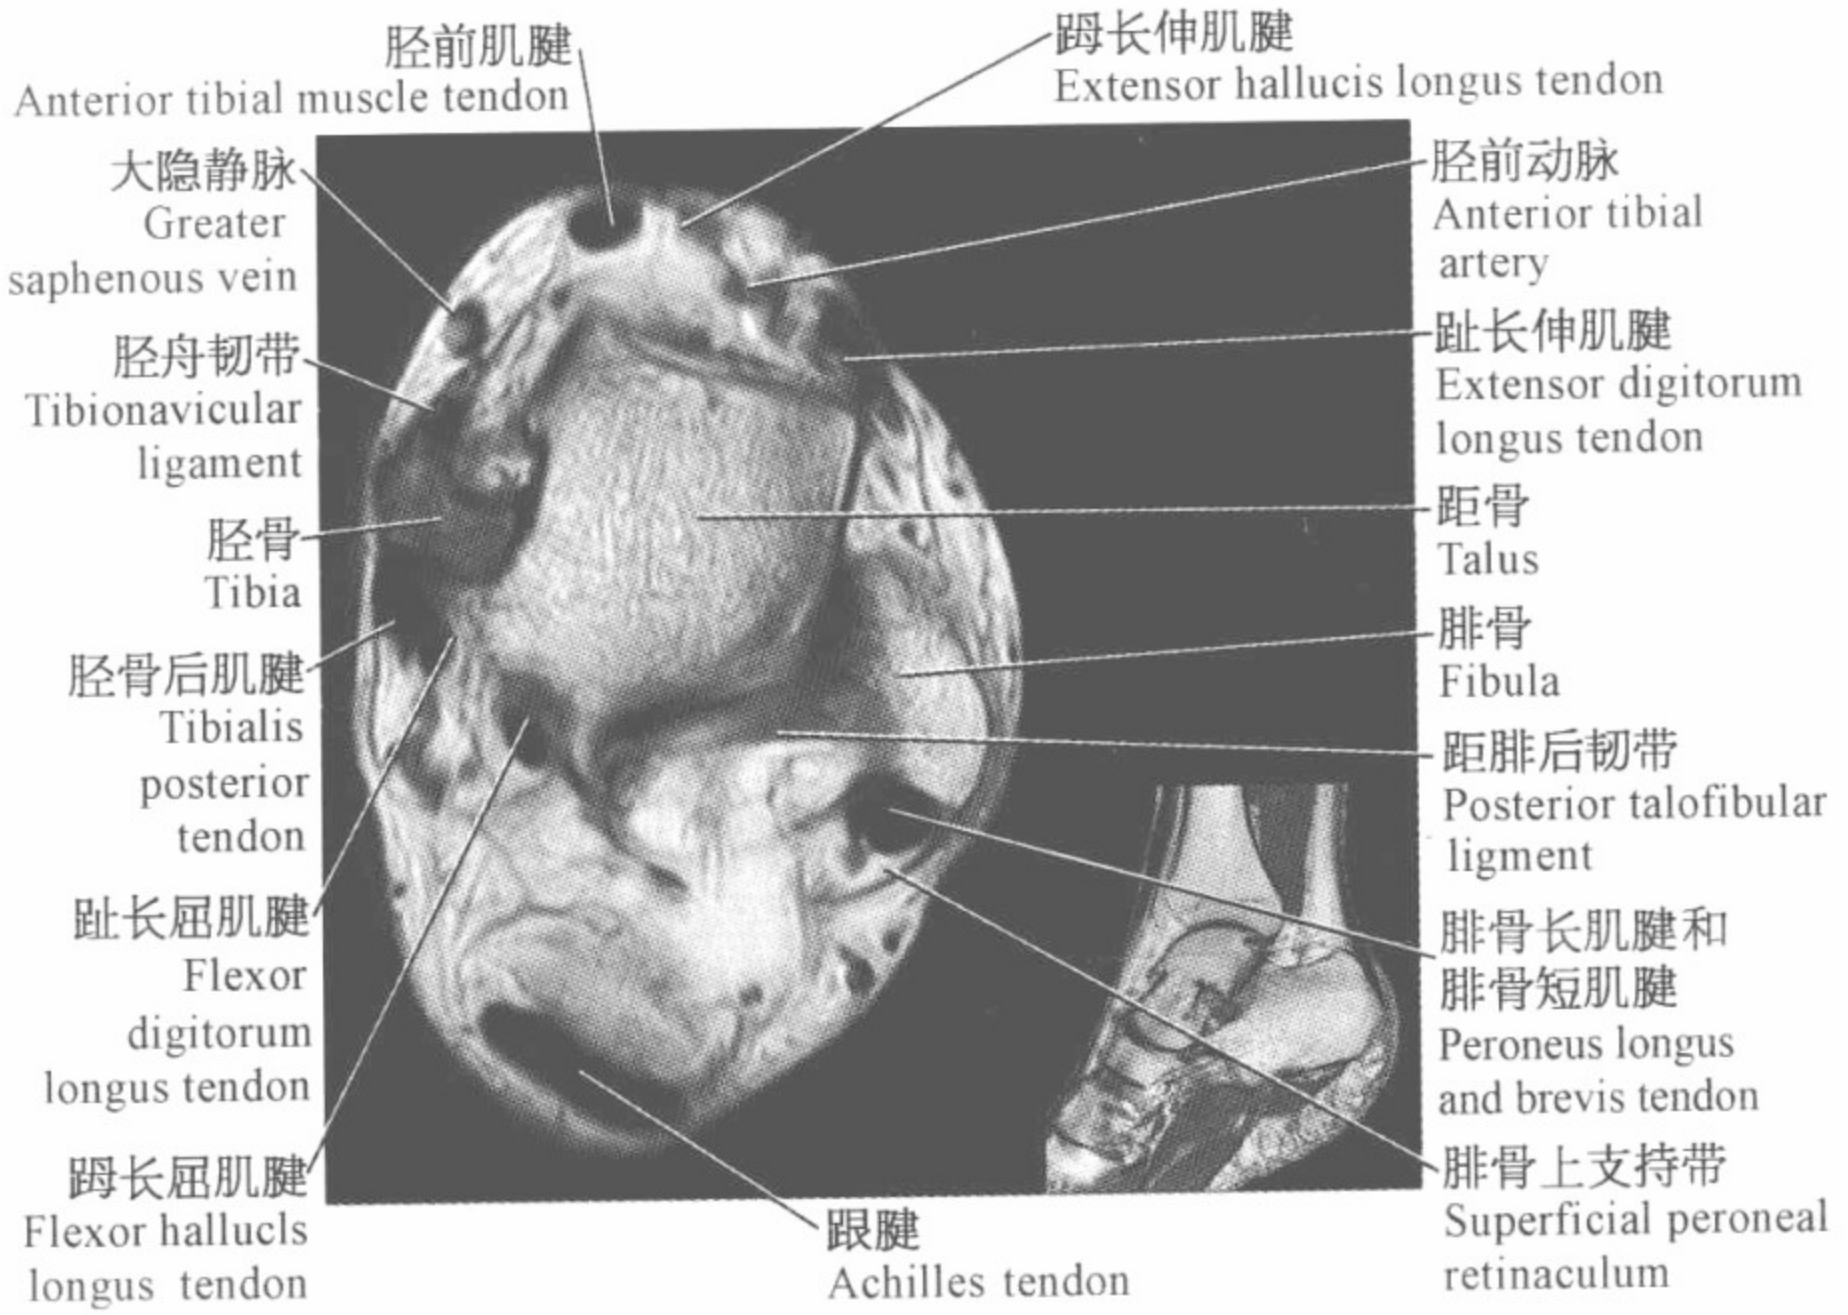 胫前肌腱
Anterior tibial muscle tendon
大隐静脉
Greater
saphenous vein
胫舟韧带
Tibionavicular
ligament
胫骨
Tibia
胫骨后肌腱
Tibialis
posterior
tendon
趾长屈肌腱
Flexor
digitorum
longus tendon
踇长屈肌腱
Flexor hallucls
longus tendon
踇长伸肌腱
Extensor hallucis longus tendon
胫前动脉
Anterior tibial
artery
趾长伸肌腱
Extensor digitorum
longus tendon
距骨
Talus
腓骨
Fibula
距腓后韧带
Posterior talofibular
ligment
腓骨长肌腱和
腓骨短肌腱
Peroneus longus
and brevis tendon
腓骨上支持带
Superficial peroneal
retinaculum
跟腱
Achilles tendon